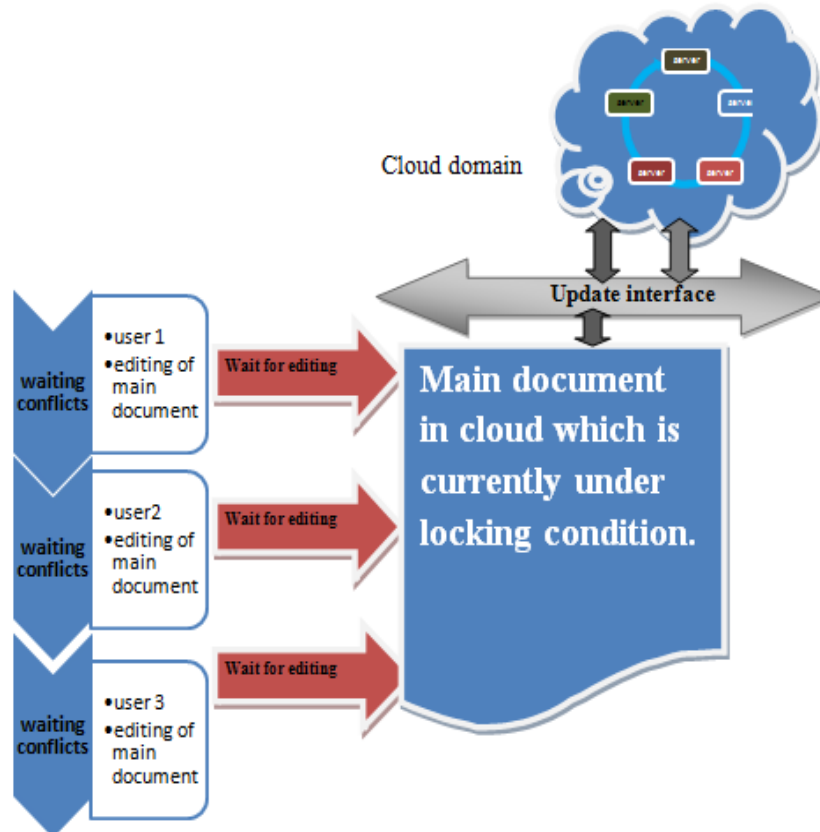 server
server
server
server
server
Cloud domain
Update interface
waiting
conflicts
•user 1
•editing of
main
document
Wait for editing
Main document
in cloud which is
currently under
locking condition.
waiting
conflicts
•user2
•editing of
main
document
Wait for editing
waiting
conflicts
•user 3
•editing of
main
document
Wait for editing